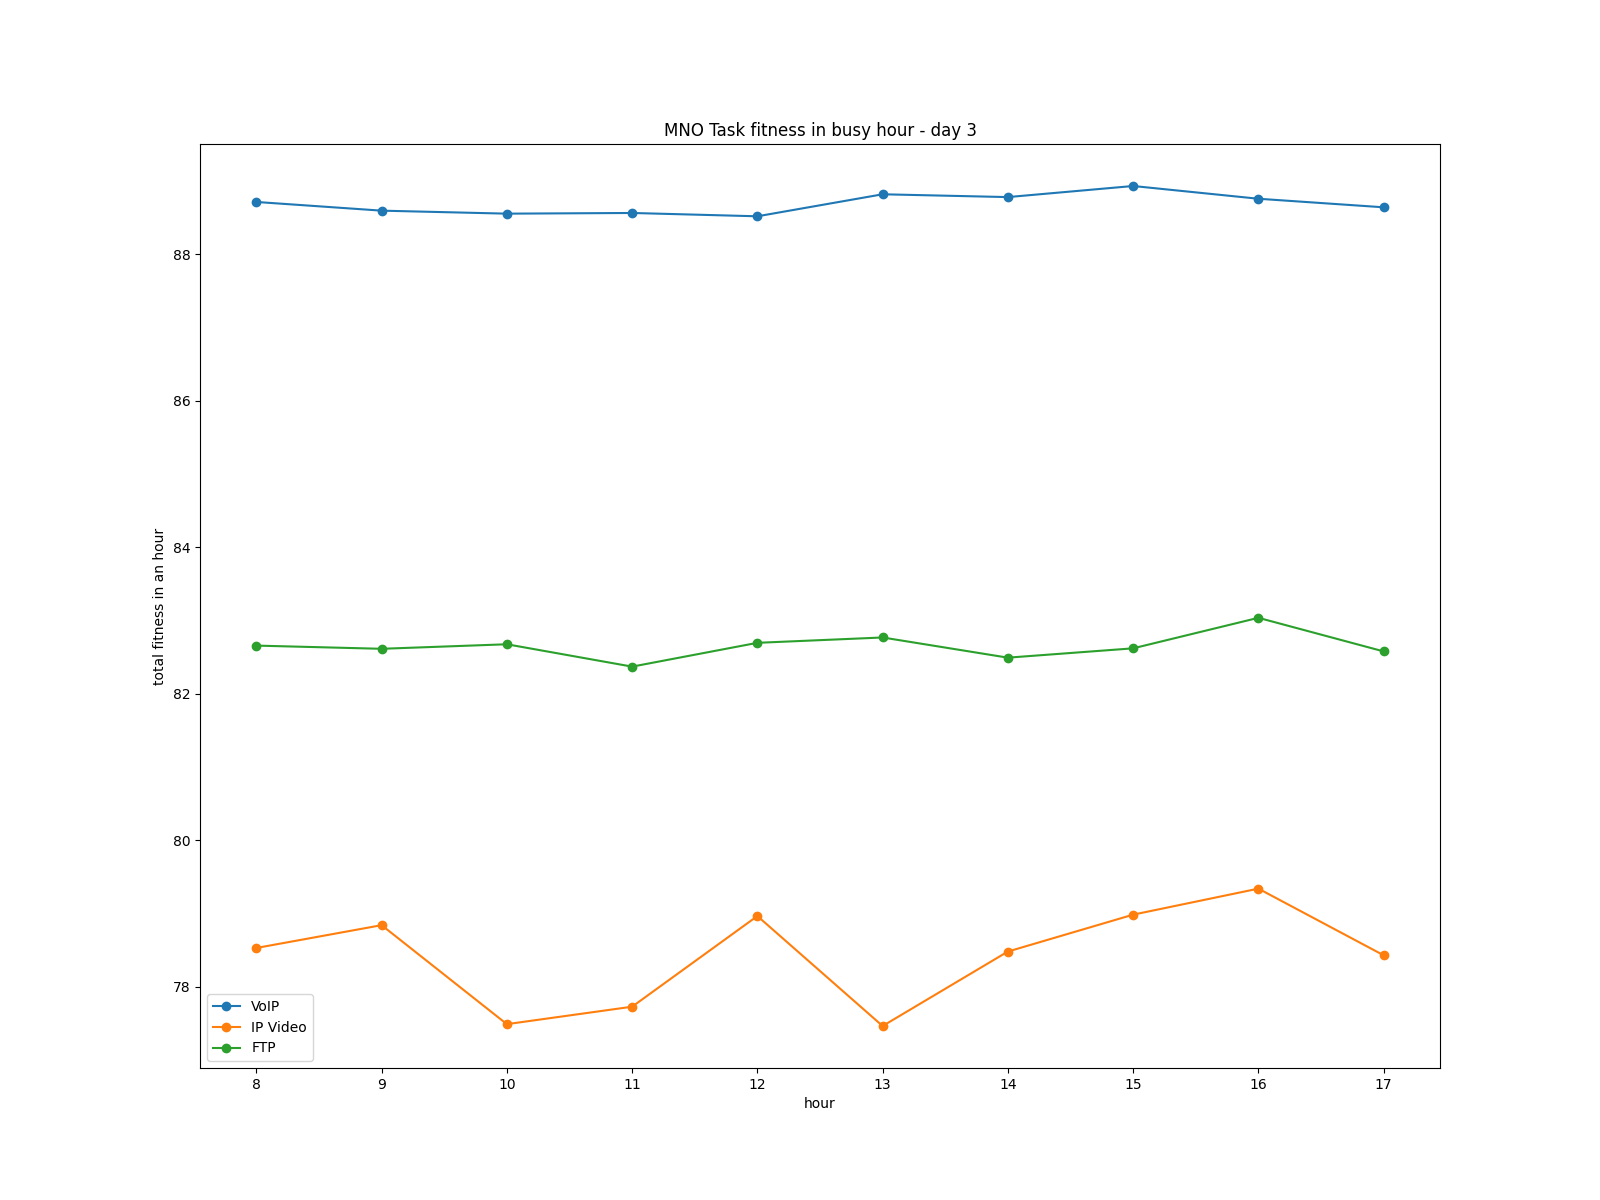 MNO Task fitness in busy hour - day 3
total fitness in an hour
88
86
84
82
80
78
VoIP
IP Video
FTP
8 9 10 11 12 13 14 15 16 17
hour